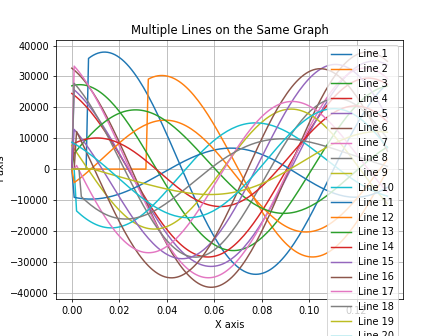 Multiple Lines on the Same Graph
40000
30000
20000
10000
0
−10000
−20000
−30000
−40000
0.00
0.02
0.04
0.06
0.08
0.10
X axis
Line 1
Line 2
Line 3
Line 4
Line 5
Line 6
Line 7
Line 8
Line 9
Line 10
Line 11
Line 12
Line 13
Line 14
Line 15
Line 16
Line 17
Line 18
Line 19
Line 20